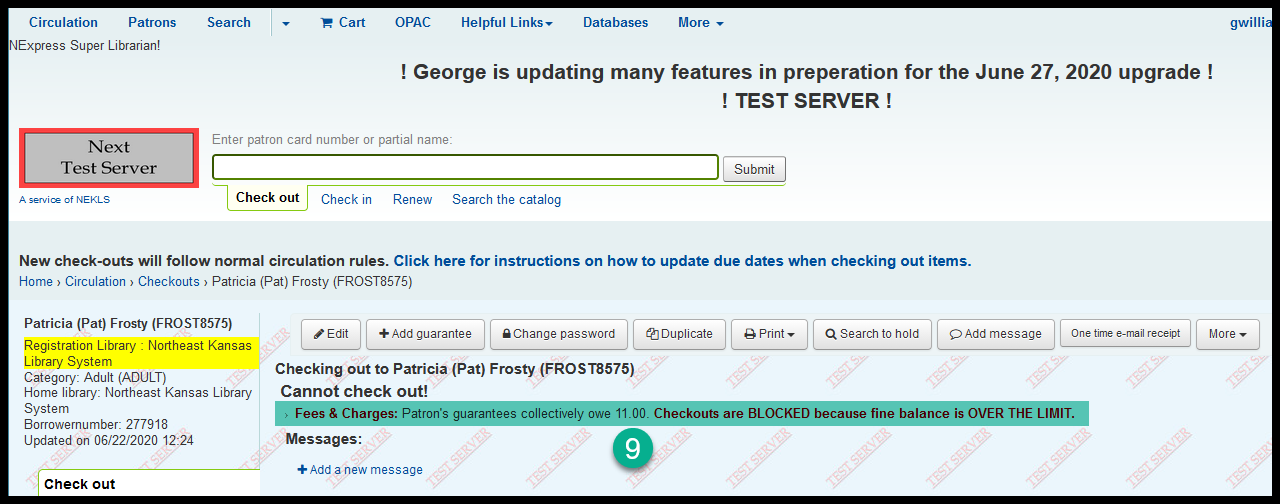 Circulation Patrons Search Cart OPAC Helpful Links Databases More gwillia
NExpress Super Librarian!
! George is updating many features in preperation for the June 27, 2020 upgrade !
! TEST SERVER !
Next
Test Server
A service of NEKLS
Enter patron card number or partial name:
Submit
Check out Check in Renew Search the catalog
New check-outs will follow normal circulation rules. Click here for instructions on how to update due dates when checking out items.
Home › Circulation › Checkouts › Patricia (Pat) Frosty (FROST8575)
Patricia (Pat) Frosty (FROST8575)
Registration Library : Northeast Kansas
Library System
Category: Adult (ADULT)
Home library: Northeast Kansas Library
System
Borrowernumber: 277918
Updated on 06/22/2020 12:24
Check out
Edit Add guarantee Change password Duplicate Print Search to hold Add message One time e-mail receipt More
Checking out to Patricia (Pat) Frosty (FROST8575)
Cannot check out!
› Fees & Charges: Patron's guarantees collectively owe 11.00. Checkouts are BLOCKED because fine balance is OVER THE LIMIT.
Messages:
9
Add a new message
TEST SERVER